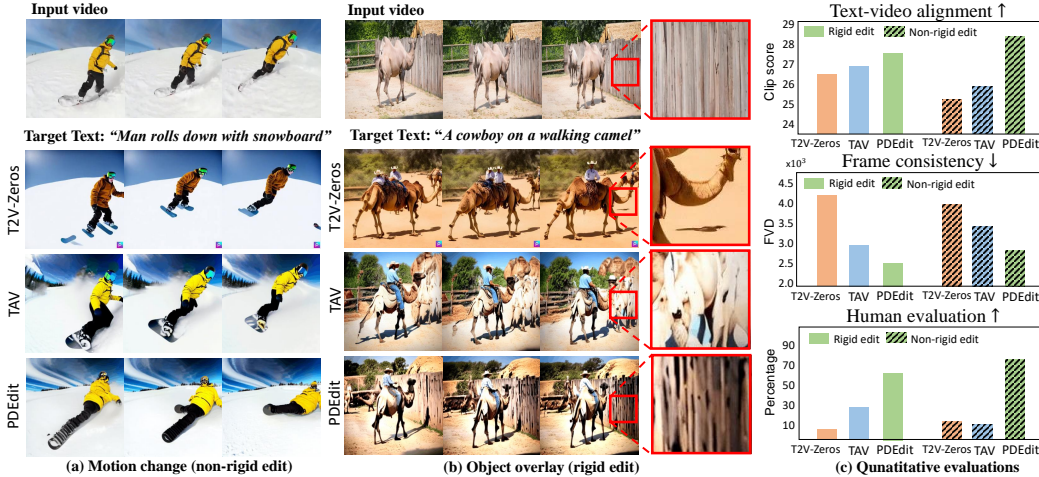 Input video
Target Text: "Man rolls down with snowboard"
T2V-Zeros
TAV
PDEdit
(a) Motion change (non-rigid edit)
Input video
Target Text: "A cowboy on a walking camel"
T2V-Zeros
TAV
PDEdit
(b) Object overlay (rigid edit)
Text-video alignment ↑
Rigid edit
Non-rigid edit
Clip score
29
28
27
26
25
24
T2V-Zeros TAV PDEdit T2V-Zeros TAV PDEdit
Frame consistency ↓
x10³
Rigid edit
Non-rigid edit
FVD
4.5
4.0
3.0
3.0
2.5
2.0
T2V-Zeros TAV PDEdit T2V-Zeros TAV PDEdit
Human evaluation ↑
Rigid edit
Non-rigid edit
Percentage
90
70
50
30
10
T2V-Zeros TAV PDEdit T2V-Zeros TAV PDEdit
(c) Qunatitative evaluations